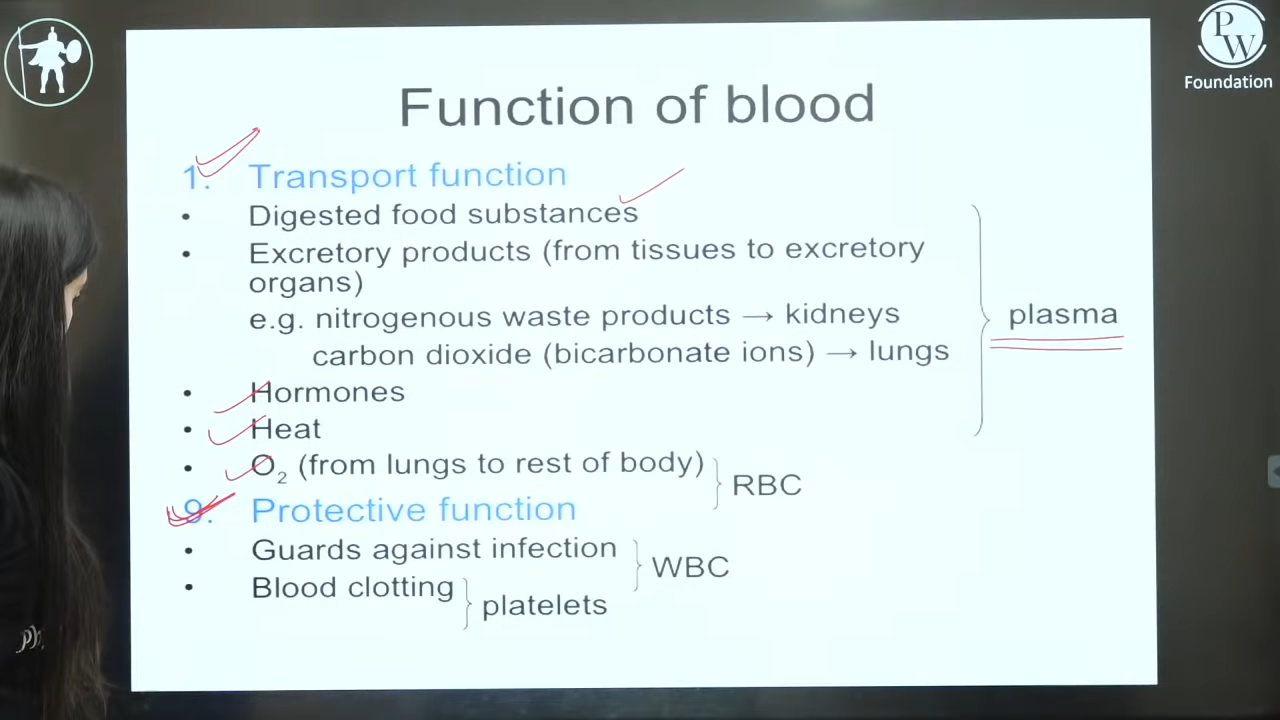 PW
Foundation
Function of blood
1. Transport function
• Digested food substances
• Excretory products (from tissues to excretory
organs)
e.g. nitrogenous waste products → kidneys
carbon dioxide (bicarbonate ions) → lungs
• Hormones
• Heat
plasma
• O₂ (from lungs to rest of body)
RBC
9. Protective function
• Guards against infection
WBC
• Blood clotting
platelets